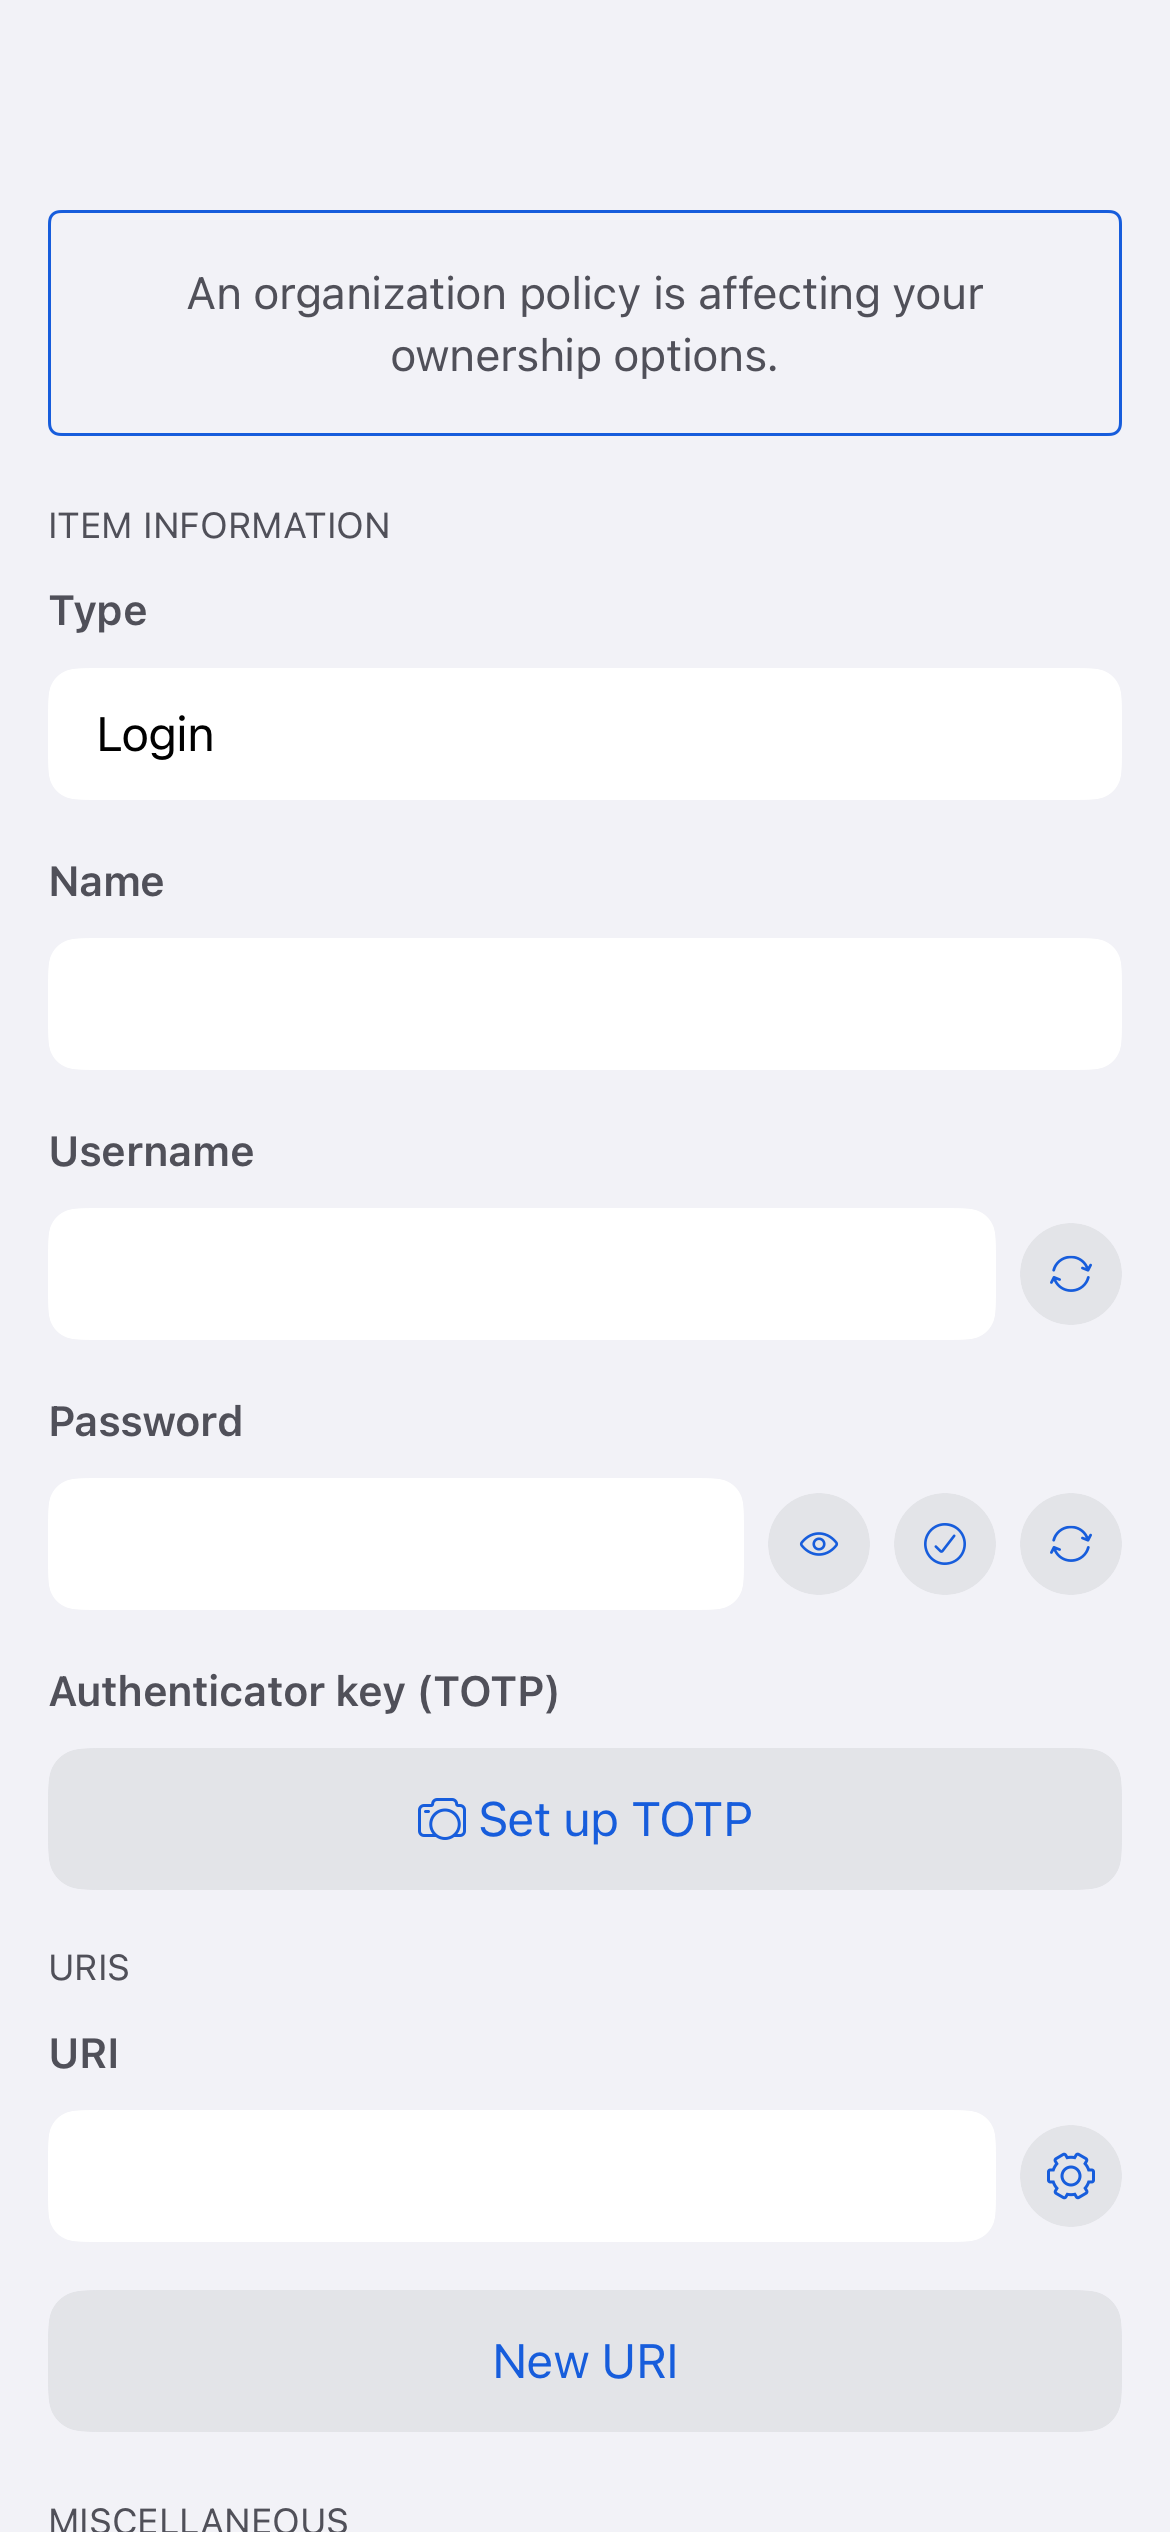 An organization policy is affecting your
ownership options.
ITEM INFORMATION
Type
Login
Name
Username
Password
Authenticator key (TOTP)
Set up TOTP
URIS
URI
New URI
MISCELLANEOUS